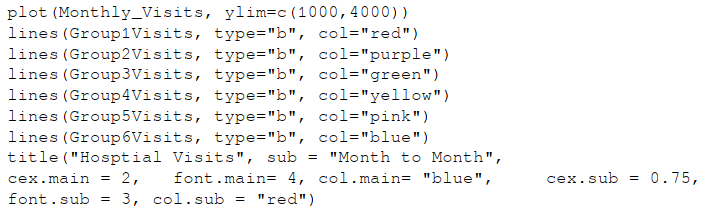 plot(Monthly_Visits, ylim=c(1000,4000))
lines(Group1Visits, type="b", col="red")
lines(Group2Visits, type="b", col="purple")
lines(Group3Visits, type="b", col="green")
lines(Group4Visits, type="b", col="yellow")
lines(Group5Visits, type="b", col="pink")
lines(Group6Visits, type="b", col="blue")
title("Hosptial Visits", sub = "Month to Month",
cex.main = 2,   font.main= 4, col.main= "blue",     cex.sub = 0.75,
font.sub = 3, col.sub = "red")